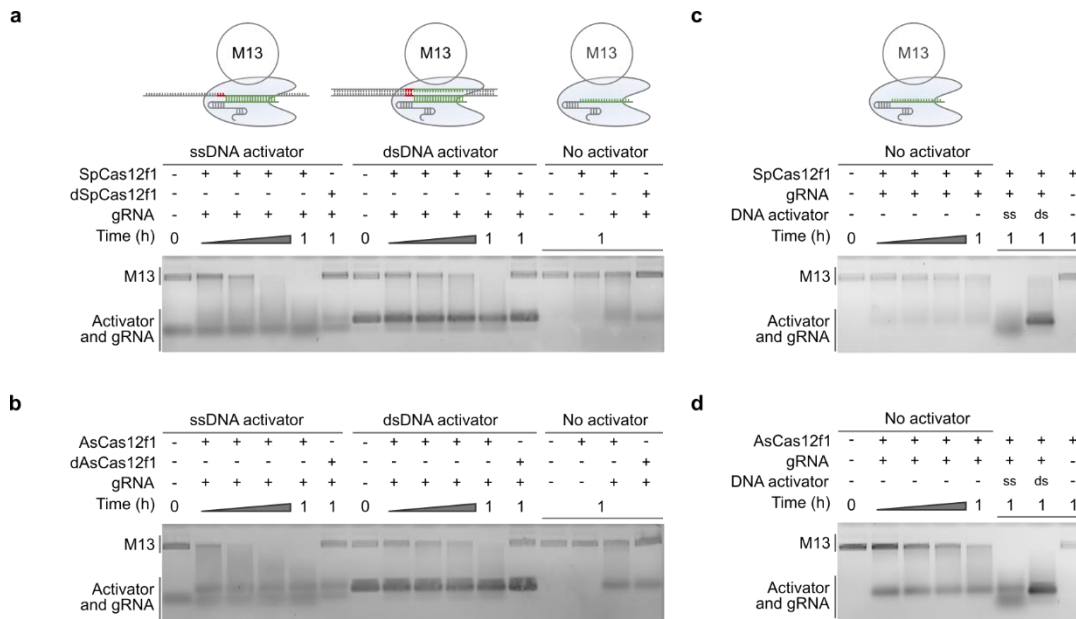 a
M13 M13 M13
ssDNA activator dsDNA activator No activator
SpCas12f1 - + + + + - - + + + + - - + + -
dSpCas12f1 - - - - - + - - - - - + - - - +
gRNA - + + + + + - + + + + + - - + +
Time (h) 0 1 1 0 1 1 1
M13
Activator
and gRNA
b
ssDNA activator dsDNA activator No activator
AsCas12f1 - + + + + - - + + + + - - + + -
dAsCas12f1 - - - - - + - - - - - + - - - +
gRNA - + + + + + - + + + + + - - + +
Time (h) 0 1 1 0 1 1 1
M13
Activator
and gRNA
c
M13
No activator
SpCas12f1 - + + + + + + +
gRNA - + + + + + + -
DNA activator - - - - - ss ds -
Time (h) 0 1 1 1 1
M13
Activator
and gRNA
d
No activator
AsCas12f1 - + + + + + + +
gRNA - + + + + + + -
DNA activator - - - - - ss ds -
Time (h) 0 1 1 1 1
M13
Activator
and gRNA